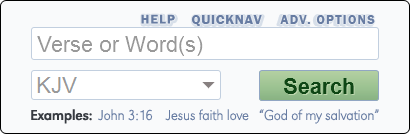 HELP QUICKNAV ADV. OPTIONS
Verse or Word(s)
KJV Search
Examples: John 3:16 Jesus faith love “God of my salvation”